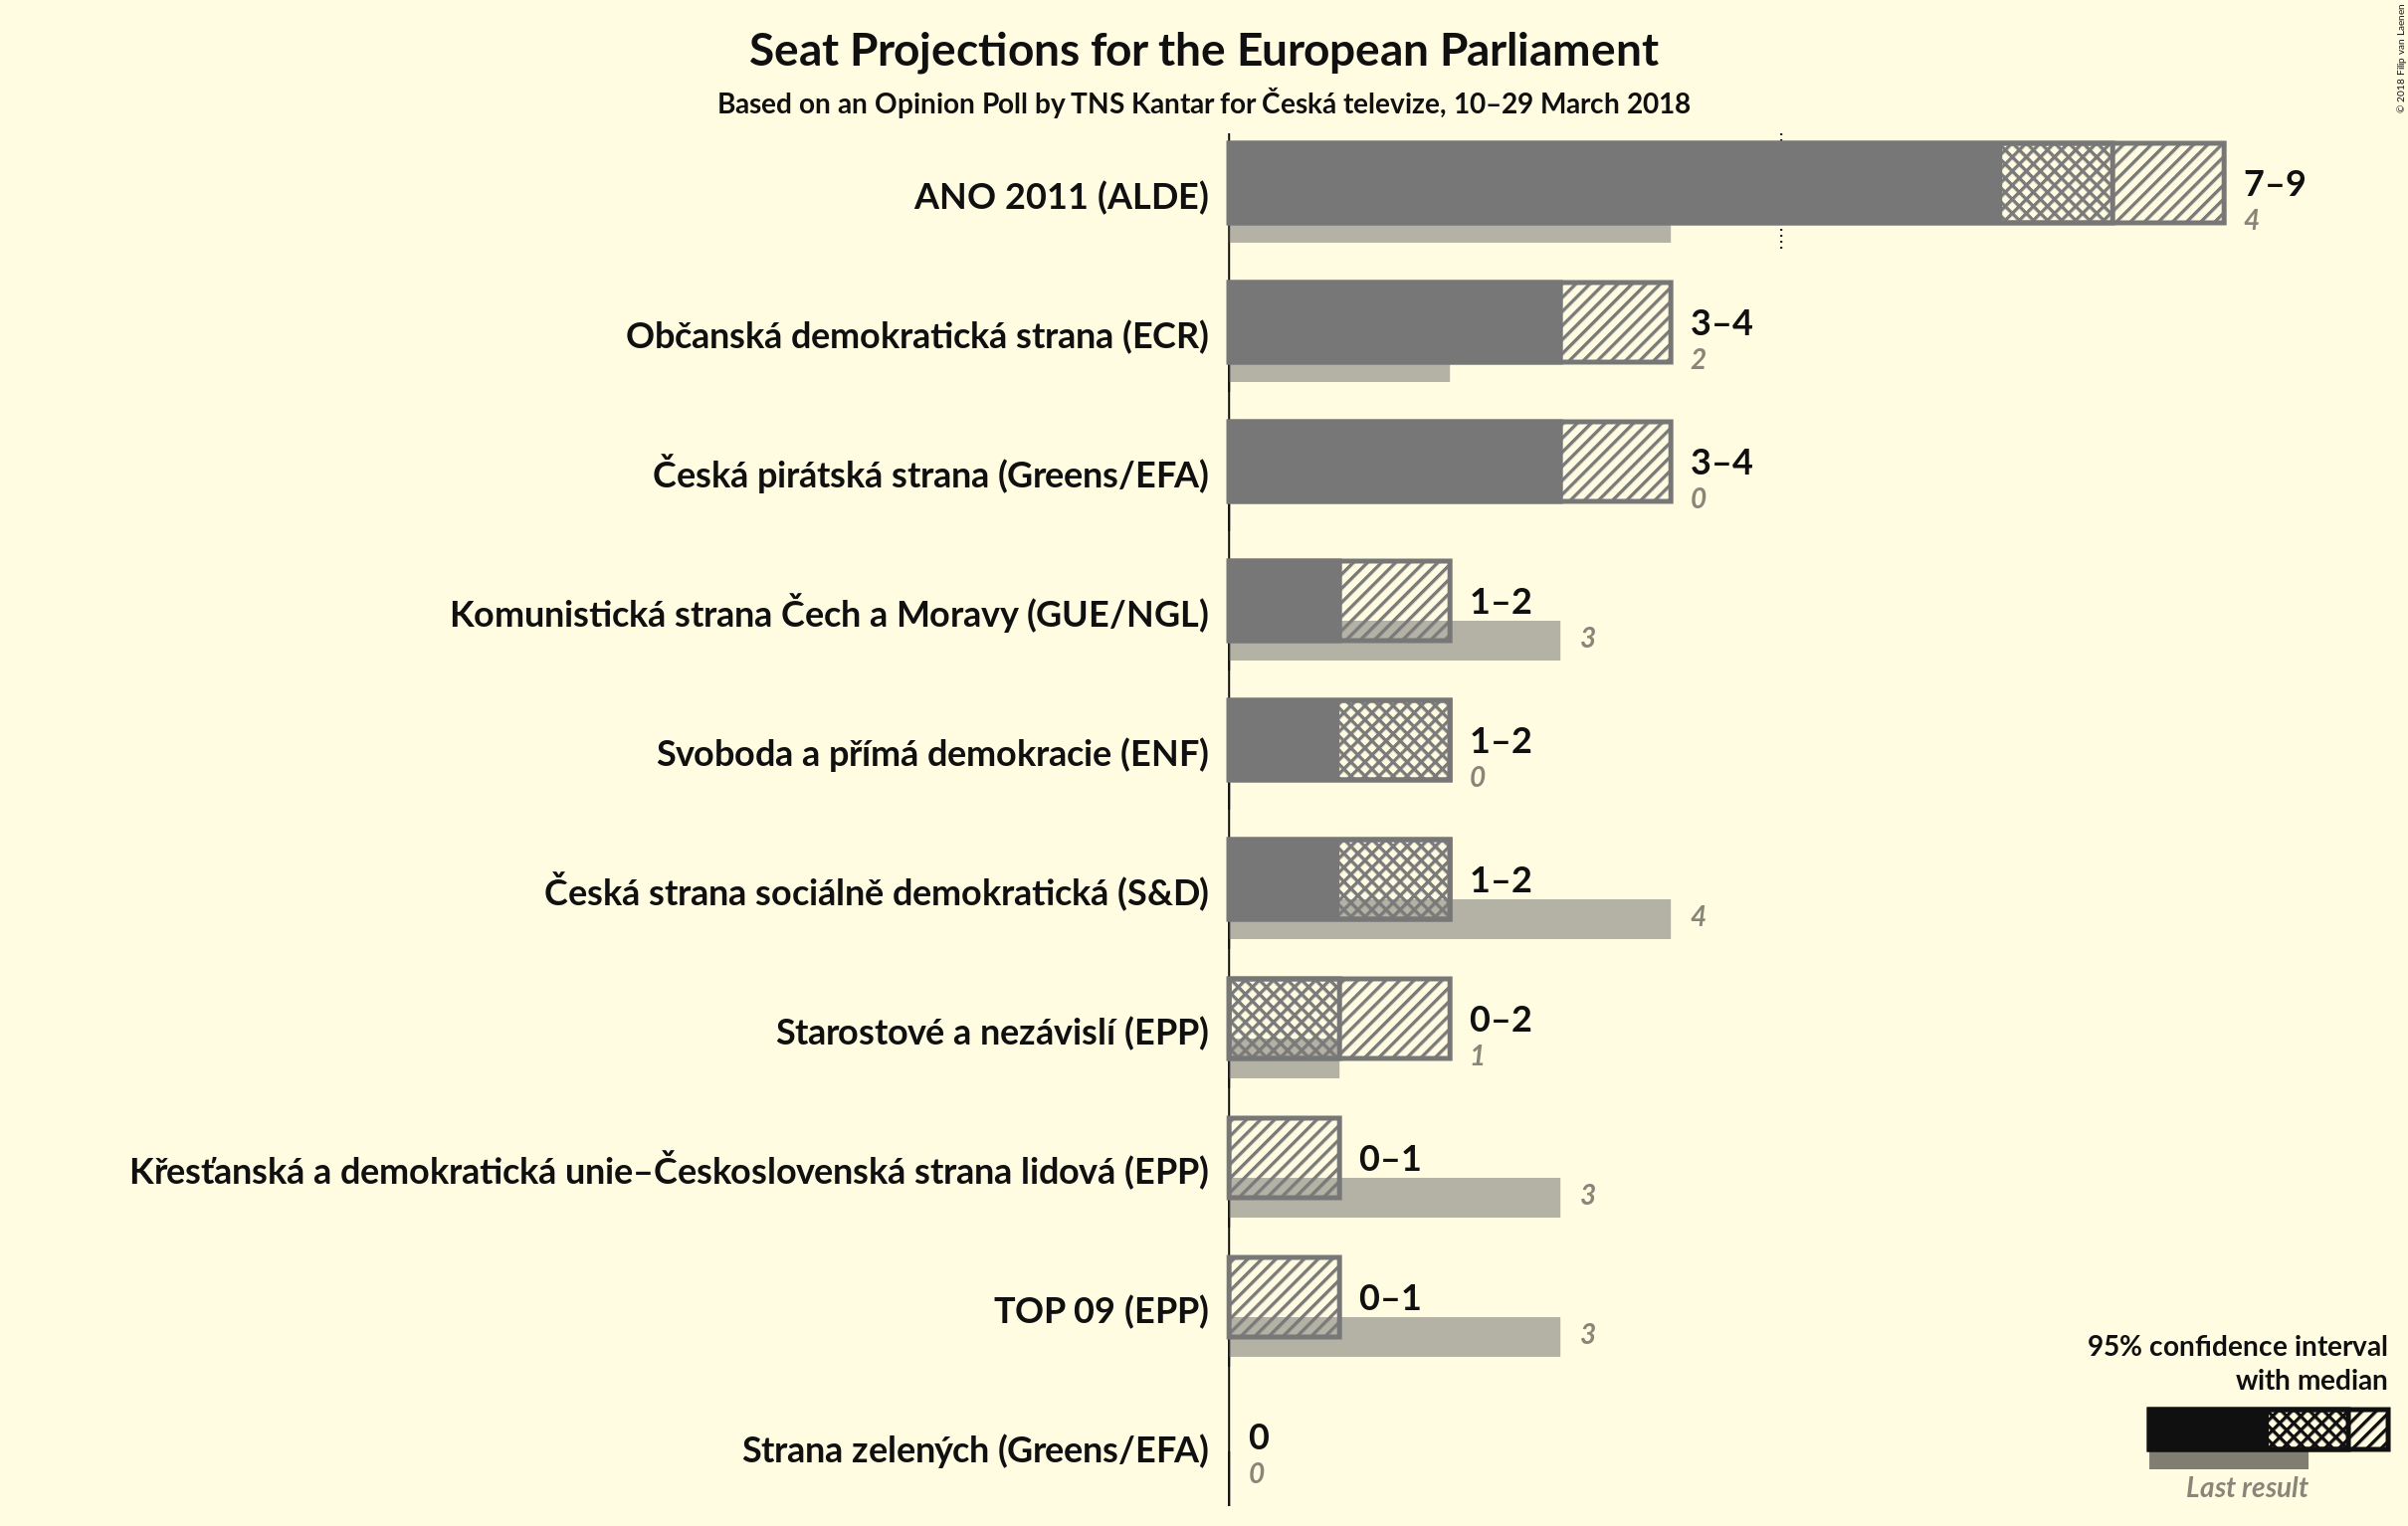 Seat Projections for the European Parliament
Based on an Opinion Poll by TNS Kantar for Česká televize, 10–29 March 2018
© 2018 Filip van Laenen
ANO 2011 (ALDE)
7–9
4
Občanská demokratická strana (ECR)
3–4
2
Česká pirátská strana (Greens/EFA)
3–4
0
Komunistická strana Čech a Moravy (GUE/NGL)
1–2
3
Svoboda a přímá demokracie (ENF)
1–2
0
Česká strana sociálně demokratická (S&D)
1–2
4
Starostové a nezávislí (EPP)
0–2
1
Křesťanská a demokratická unie–Československá strana lidová (EPP)
0–1
3
TOP 09 (EPP)
0–1
3
Strana zelených (Greens/EFA)
0
0
95% confidence interval
with median
Last result